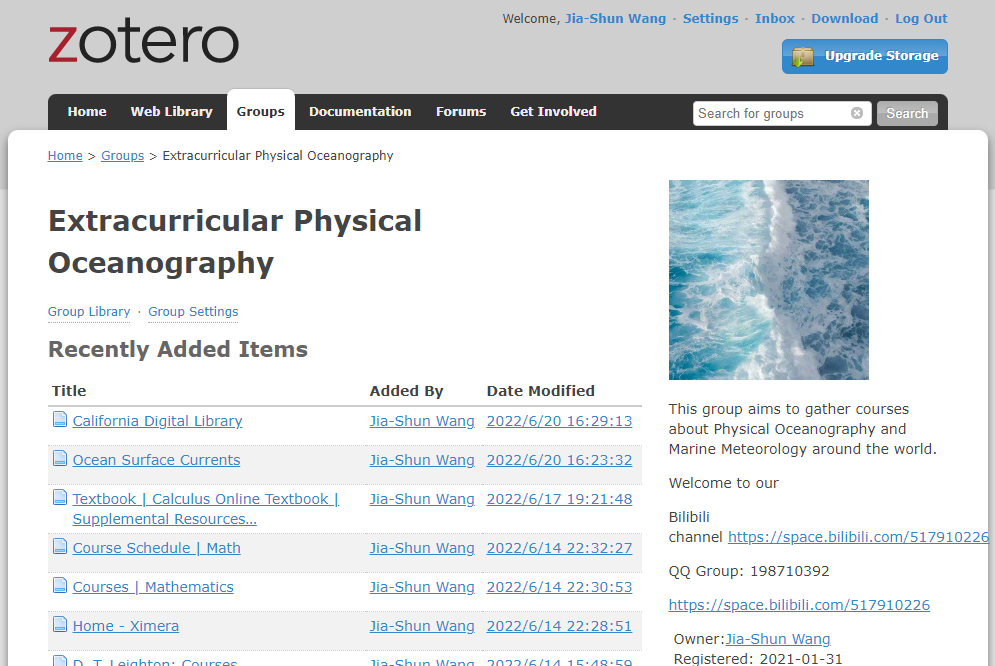 zotero
Welcome, Jia-Shun Wang · Settings · Inbox · Download · Log Out
Upgrade Storage
Home Web Library Groups Documentation Forums Get Involved
Search for groups Search
Home > Groups > Extracurricular Physical Oceanography
Extracurricular Physical
Oceanography
Group Library · Group Settings
Recently Added Items
Title Added By Date Modified
California Digital Library Jia-Shun Wang 2022/6/20 16:29:13
Ocean Surface Currents Jia-Shun Wang 2022/6/20 16:23:32
Textbook | Calculus Online Textbook | Jia-Shun Wang 2022/6/17 19:21:48
Supplemental Resources...
Course Schedule | Math Jia-Shun Wang 2022/6/14 22:32:27
Courses | Mathematics Jia-Shun Wang 2022/6/14 22:30:53
Home - Ximera Jia-Shun Wang 2022/6/14 22:28:51
D. T. Leighton: Courses Jia-Shun Wang 2022/6/14 15:48:59
This group aims to gather courses
about Physical Oceanography and
Marine Meteorology around the world.
Welcome to our
Bilibili
channel https://space.bilibili.com/517910226
QQ Group: 198710392
https://space.bilibili.com/517910226
Owner:Jia-Shun Wang
Registered: 2021-01-31